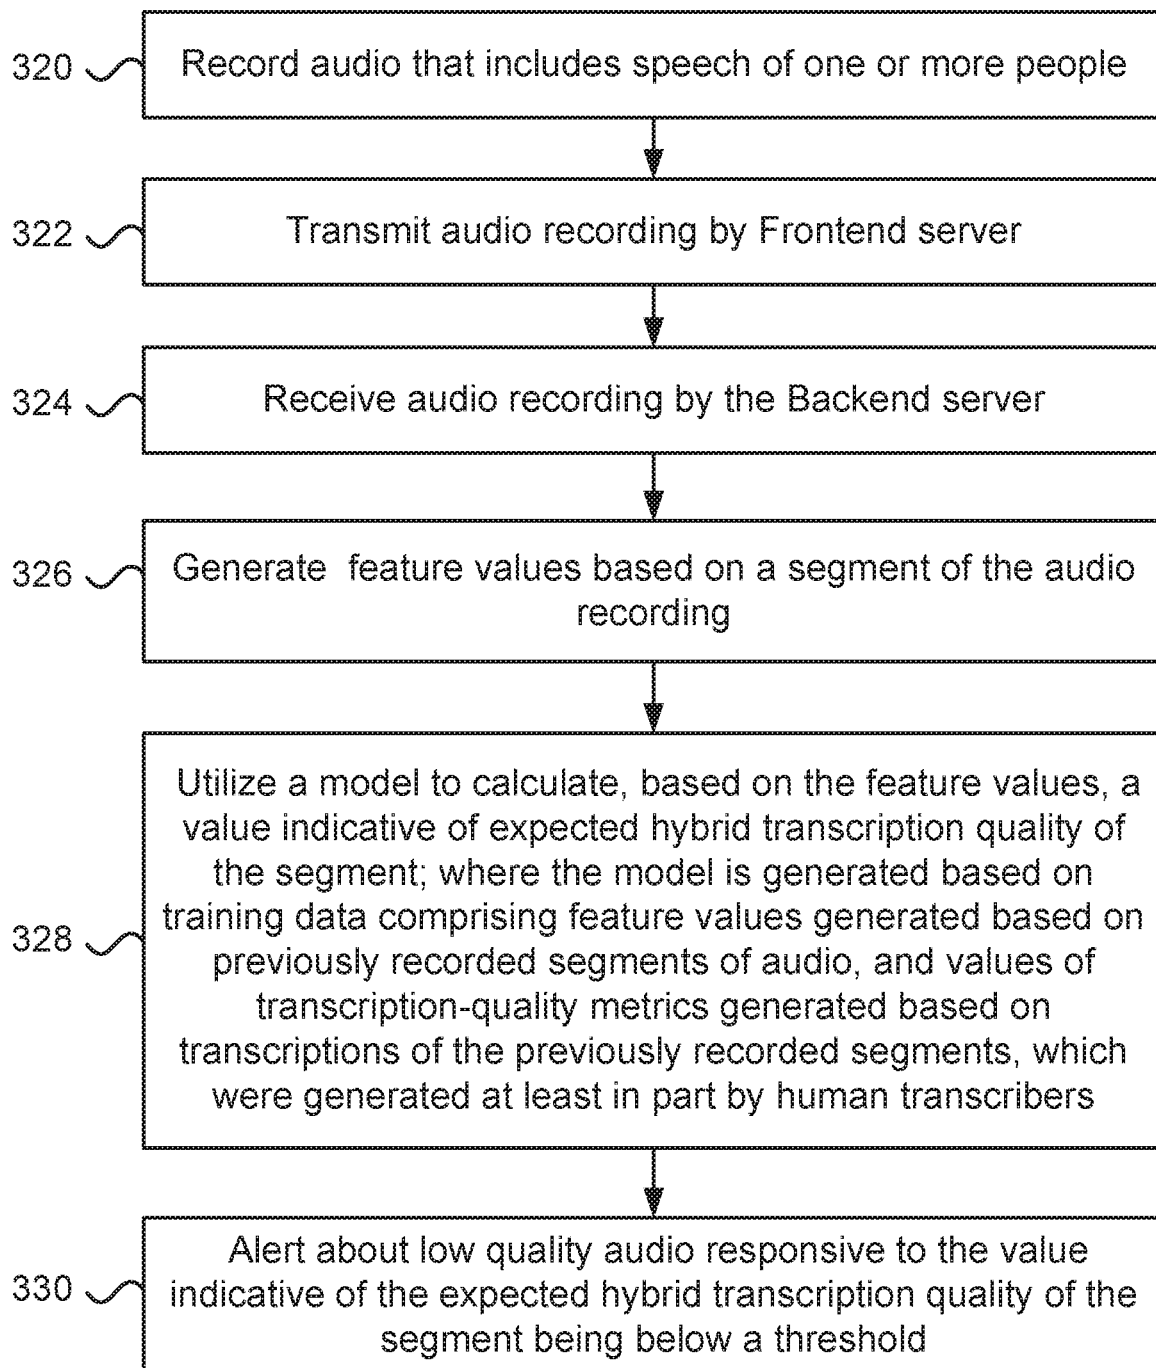 320 Record audio that includes speech of one or more people
322 Transmit audio recording by Frontend server
324 Receive audio recording by the Backend server
326 Generate feature values based on a segment of the audio
recording
Utilize a model to calculate, based on the feature values, a
value indicative of expected hybrid transcription quality of
the segment; where the model is generated based on
training data comprising feature values generated based on
328 previously recorded segments of audio, and values of
transcription-quality metrics generated based on
transcriptions of the previously recorded segments, which
were generated at least in part by human transcribers
Alert about low quality audio responsive to the value
330 indicative of the expected hybrid transcription quality of the
segment being below a threshold